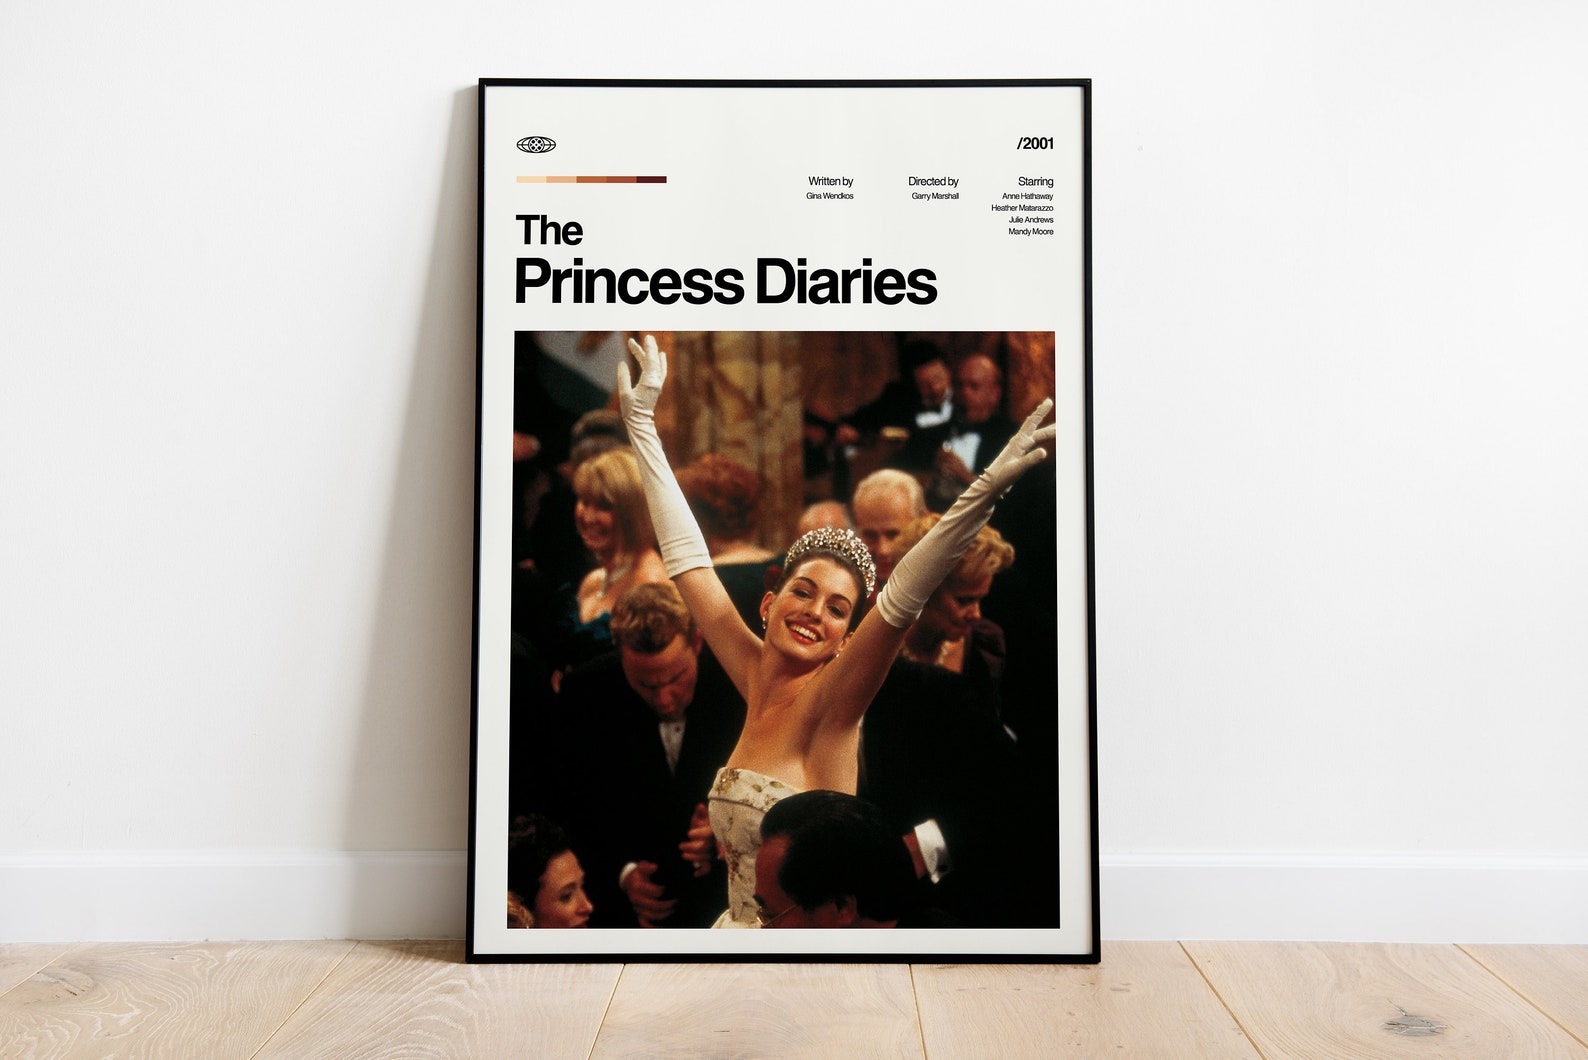 /2001
Written by
Gina Wendkos
Directed by
Garry Marshall
Starring
Anne Hathaway
Heather Matarazzo
Julie Andrews
Mandy Moore
The
Princess Diaries